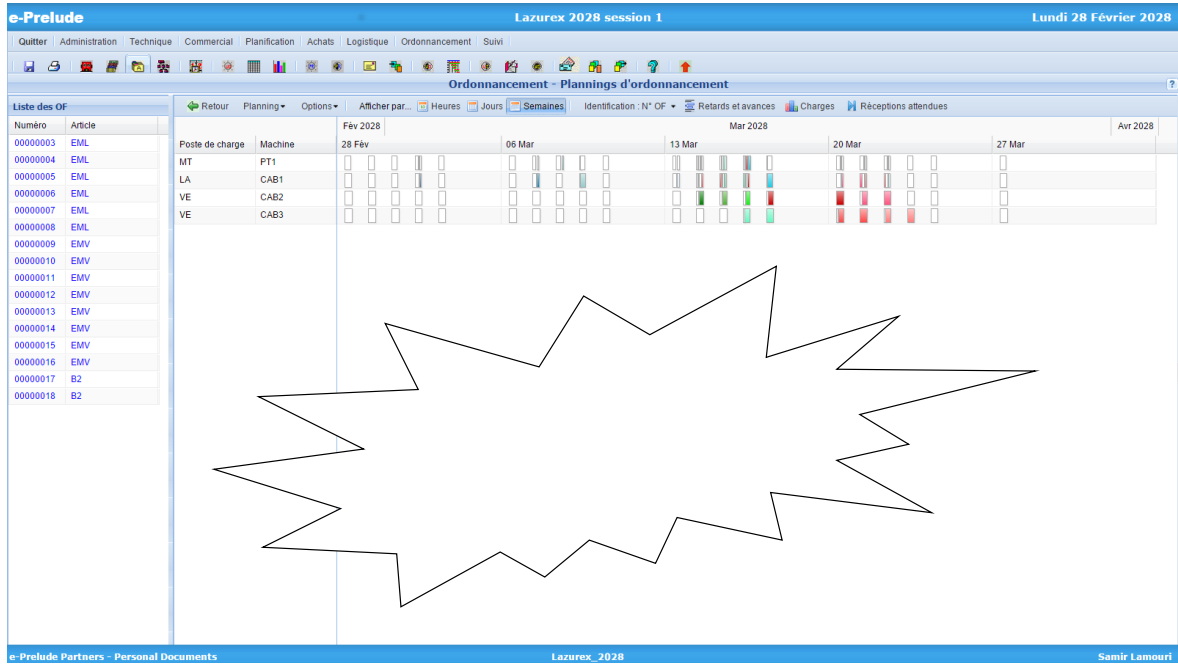 e-Prelude Lazurex 2028 session 1 Lundi 28 Février 2028
Quitter Administration Technique Commercial Planification Achats Logistique Ordonnancement Suivi
Ordonnancement - Plannings d'ordonnancement ?
Liste des OF
Retour Planning Options Afficher par... Heures Jours Semaines Identification : N° OF Retards et avances Charges Réceptions attendues
Numéro Article
00000003 EML
00000004 EML
00000005 EML
00000006 EML
00000007 EML
00000008 EML
00000009 EMV
00000010 EMV
00000011 EMV
00000012 EMV
00000013 EMV
00000014 EMV
00000015 EMV
00000016 EMV
00000017 B2
00000018 B2
Fév 2028 Mar 2028 Avr 2028
Poste de charge Machine 28 Fév 06 Mar 13 Mar 20 Mar 27 Mar
MT PT1
LA CAB1
VE CAB2
VE CAB3
e-Prelude Partners - Personal Documents Lazurex_2028 Samir Lamouri